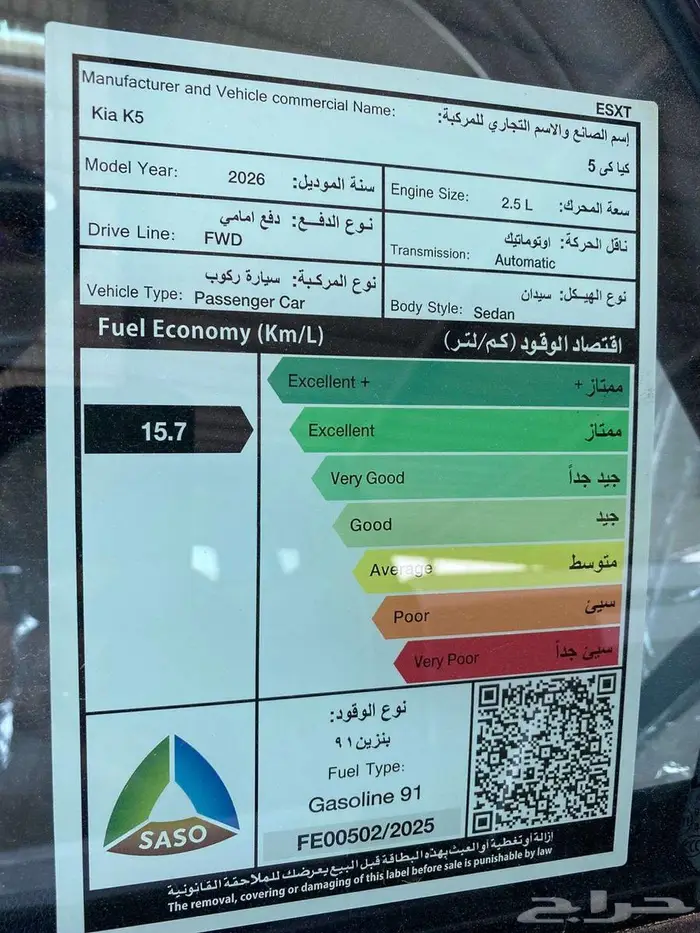 ESXT
Manufacturer and Vehicle commercial Name: إسم الصانع والاسم التجاري للمركبة:
Kia K5 كيا كى 5
Model Year: 2026 سنة الموديل:
Engine Size: 2.5 L سعة المحرك:
Drive Line: FWD نوع الدفع: دفع امامي
Transmission: Automatic ناقل الحركة: اوتوماتيك
Vehicle Type: Passenger Car نوع المركبة: سيارة ركوب
Body Style: Sedan نوع الهيكل: سيدان
Fuel Economy (Km/L) اقتصاد الوقود (كم/لتر)
Excellent + ممتاز +
15.7
Excellent ممتاز
Very Good جيد جداً
Good جيد
Average متوسط
Poor سيئ
Very Poor سيئ جداً
نوع الوقود:
بنزين ٩١
Fuel Type:
Gasoline 91
FE00502/2025
SASO
إزالة أو تغطية أو العبث بهذه البطاقة قبل البيع يعرضك للملاحقة القانونية
The removal, covering or damaging of this label before sale is punishable by law
حراج